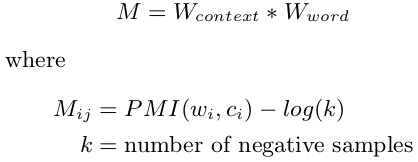 M = W_{context} * W_{word}
where
M_{ij} = PMI(w_i, c_i) − log(k)
k = number of negative samples